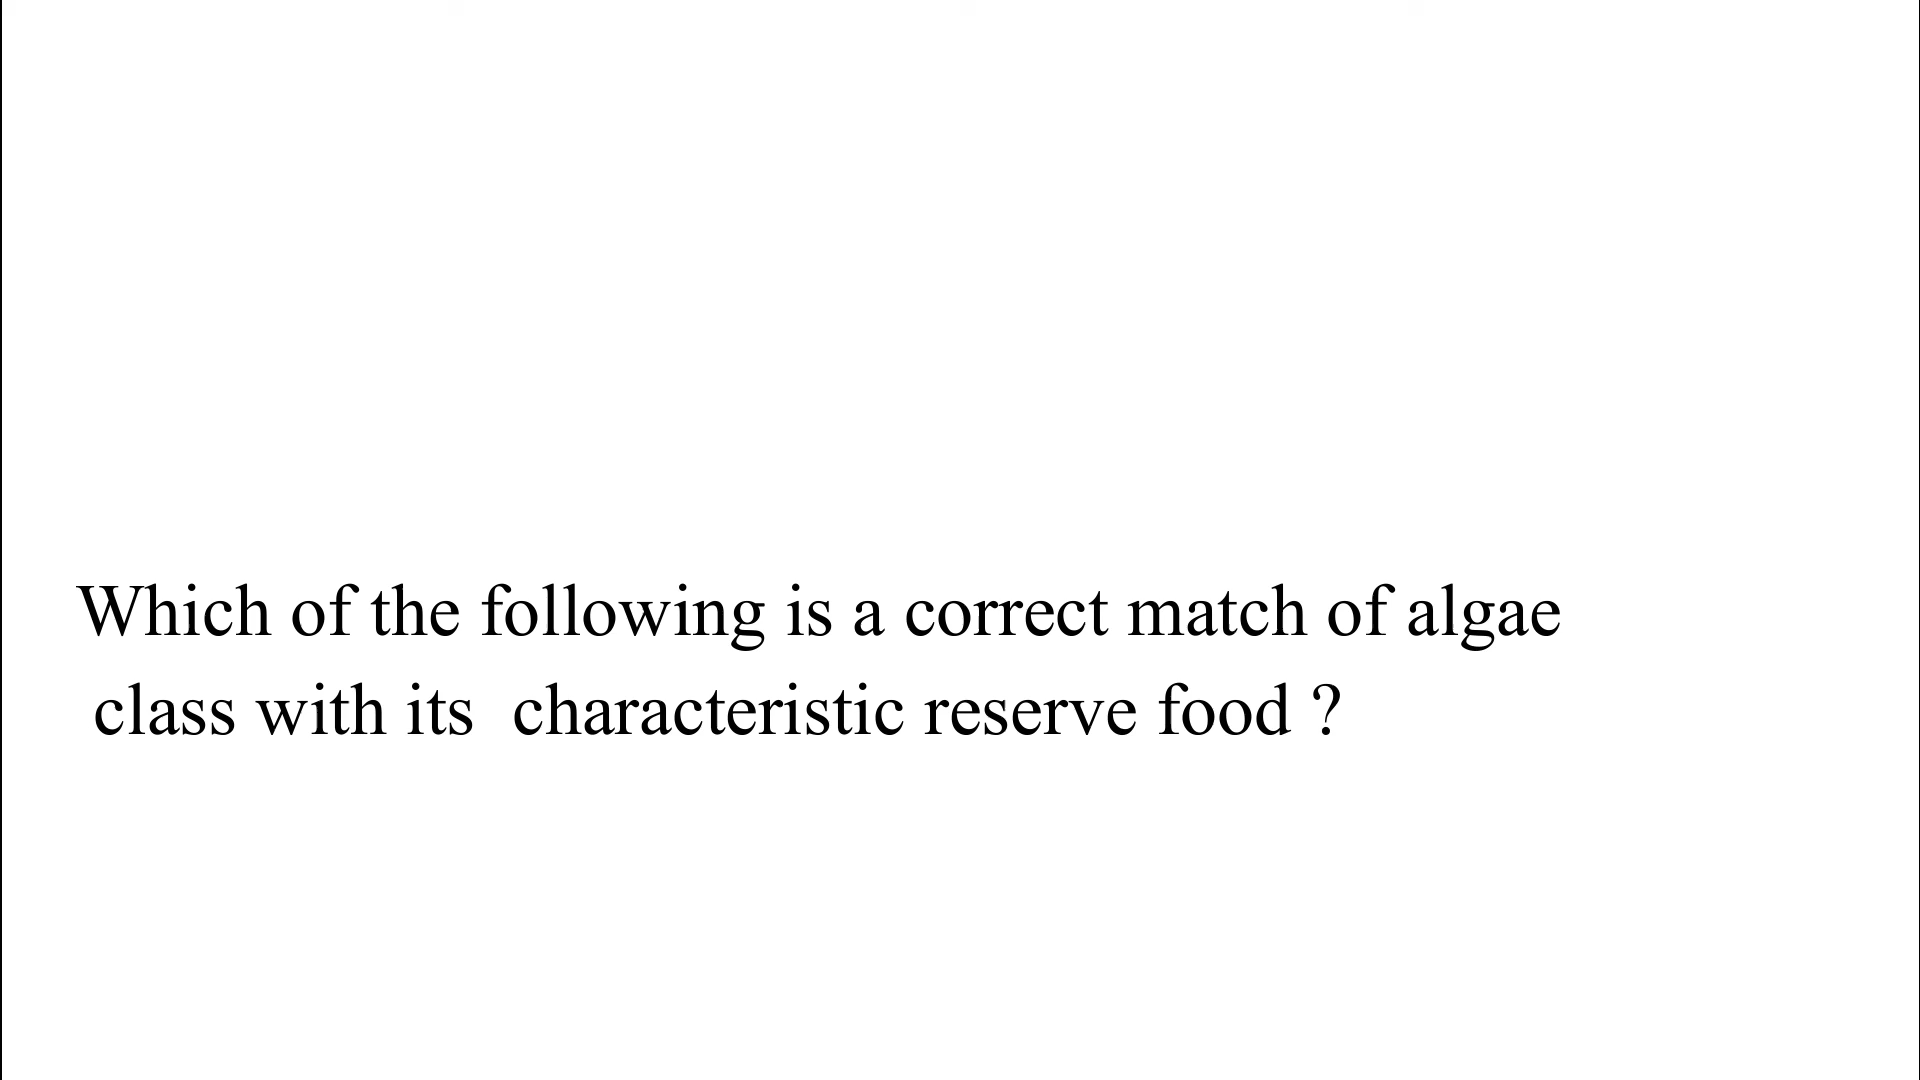 Which of the following is a correct match of algae
class with its  characteristic reserve food ?